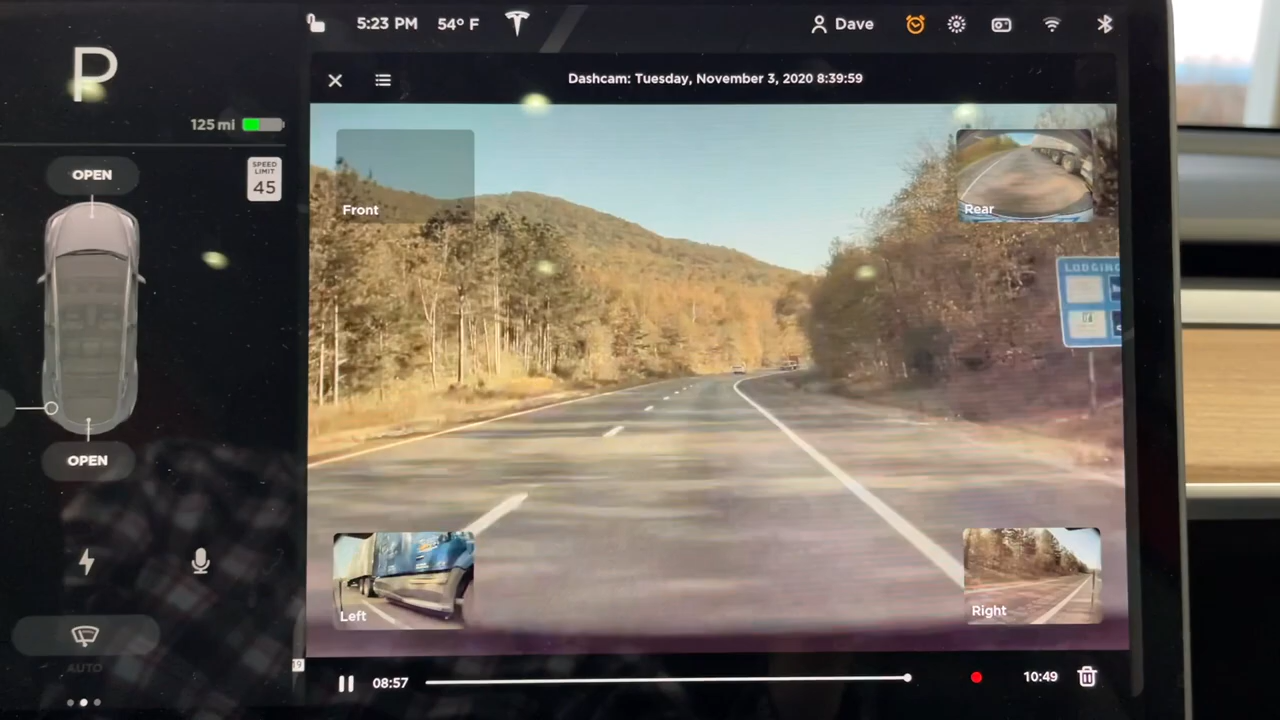 P
125 mi
OPEN
SPEED
LIMIT
45
OPEN
AUTO
5:23 PM 54° F
Dave
Dashcam: Tuesday, November 3, 2020 8:39:59
Front
Rear
LODGING
Left
Right
19
08:57
10:49